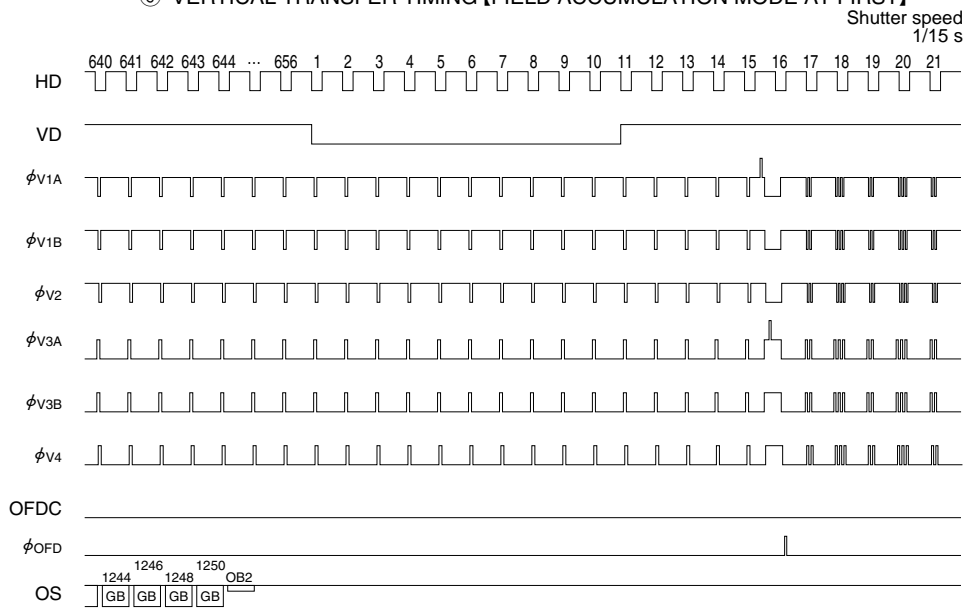 ⑥ VERTICAL TRANSFER TIMING【FIELD ACCUMULATION MODE AT FIRST】
Shutter speed
1/15 s
640 641 642 643 644 ··· 656 1 2 3 4 5 6 7 8 9 10 11 12 13 14 15 16 17 18 19 20 21
HD
VD
ϕV1A
ϕV1B
ϕV2
ϕV3A
ϕV3B
ϕV4
OFDC
ϕOFD
1244 1246 1248 1250 OB2
OS GB GB GB GB